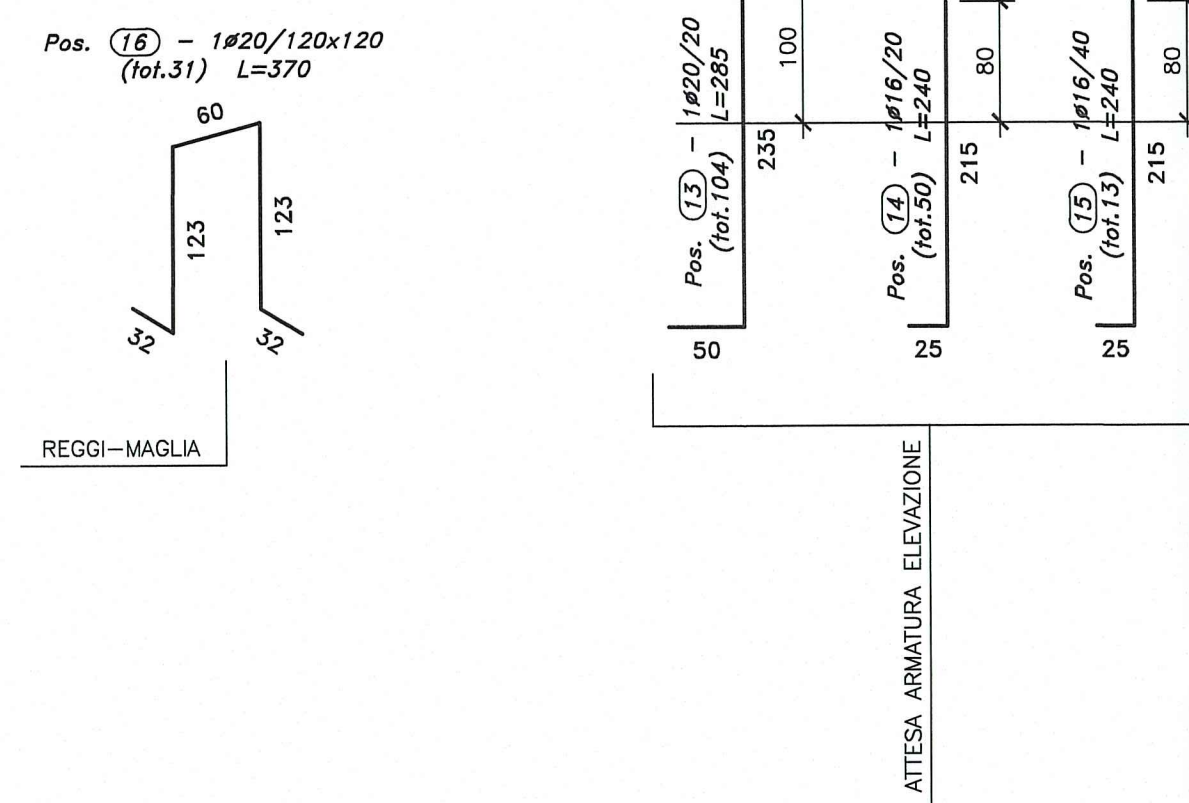 Pos. 16 - 1ø20/120x120
(tot.31) L=370
60
123
123
32
32
REGGI-MAGLIA
Pos. 13 - 1ø20/20
(tot.104) L=285
235
100
50
Pos. 14 - 1ø16/20
(tot.50) L=240
215
80
25
Pos. 15 - 1ø16/40
(tot.13) L=240
215
80
25
ATTESA ARMATURA ELEVAZIONE